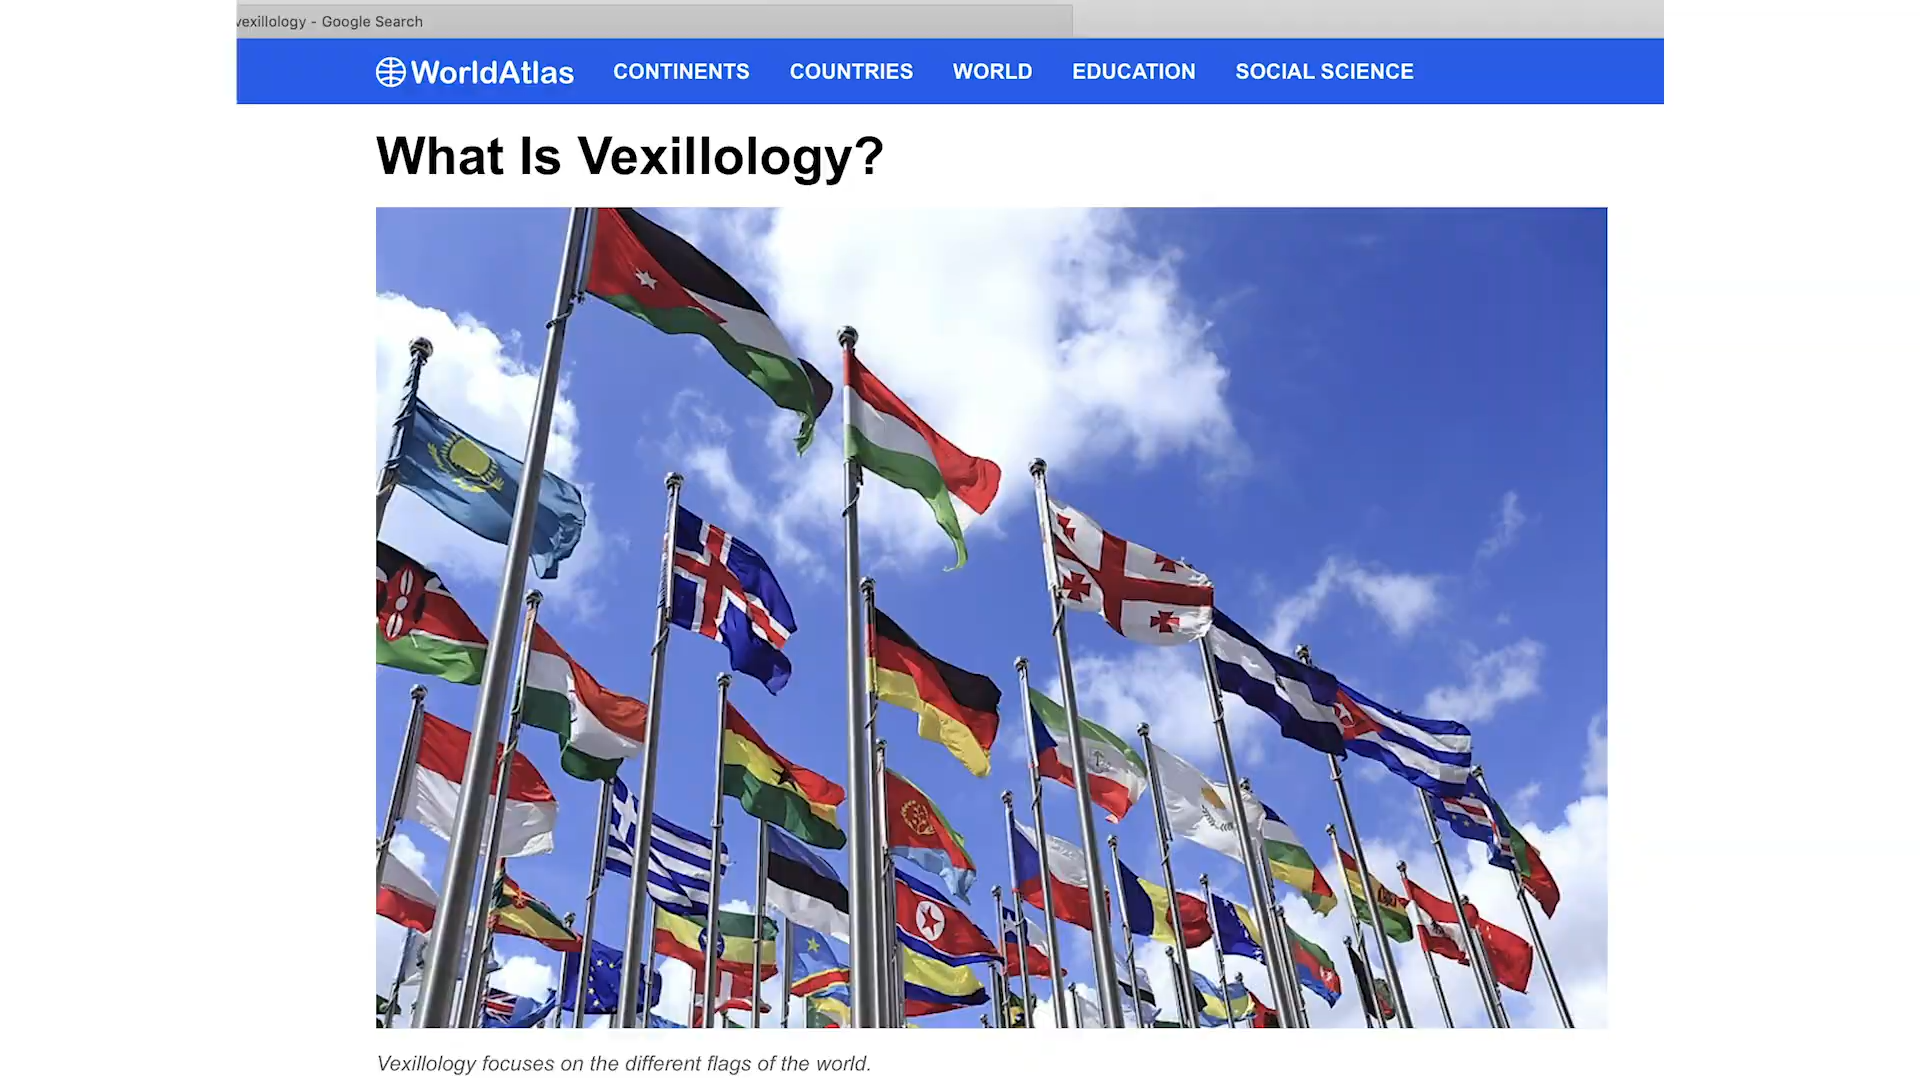 vexillology - Google Search
WorldAtlas CONTINENTS COUNTRIES WORLD EDUCATION SOCIAL SCIENCE
What Is Vexillology?
Vexillology focuses on the different flags of the world.